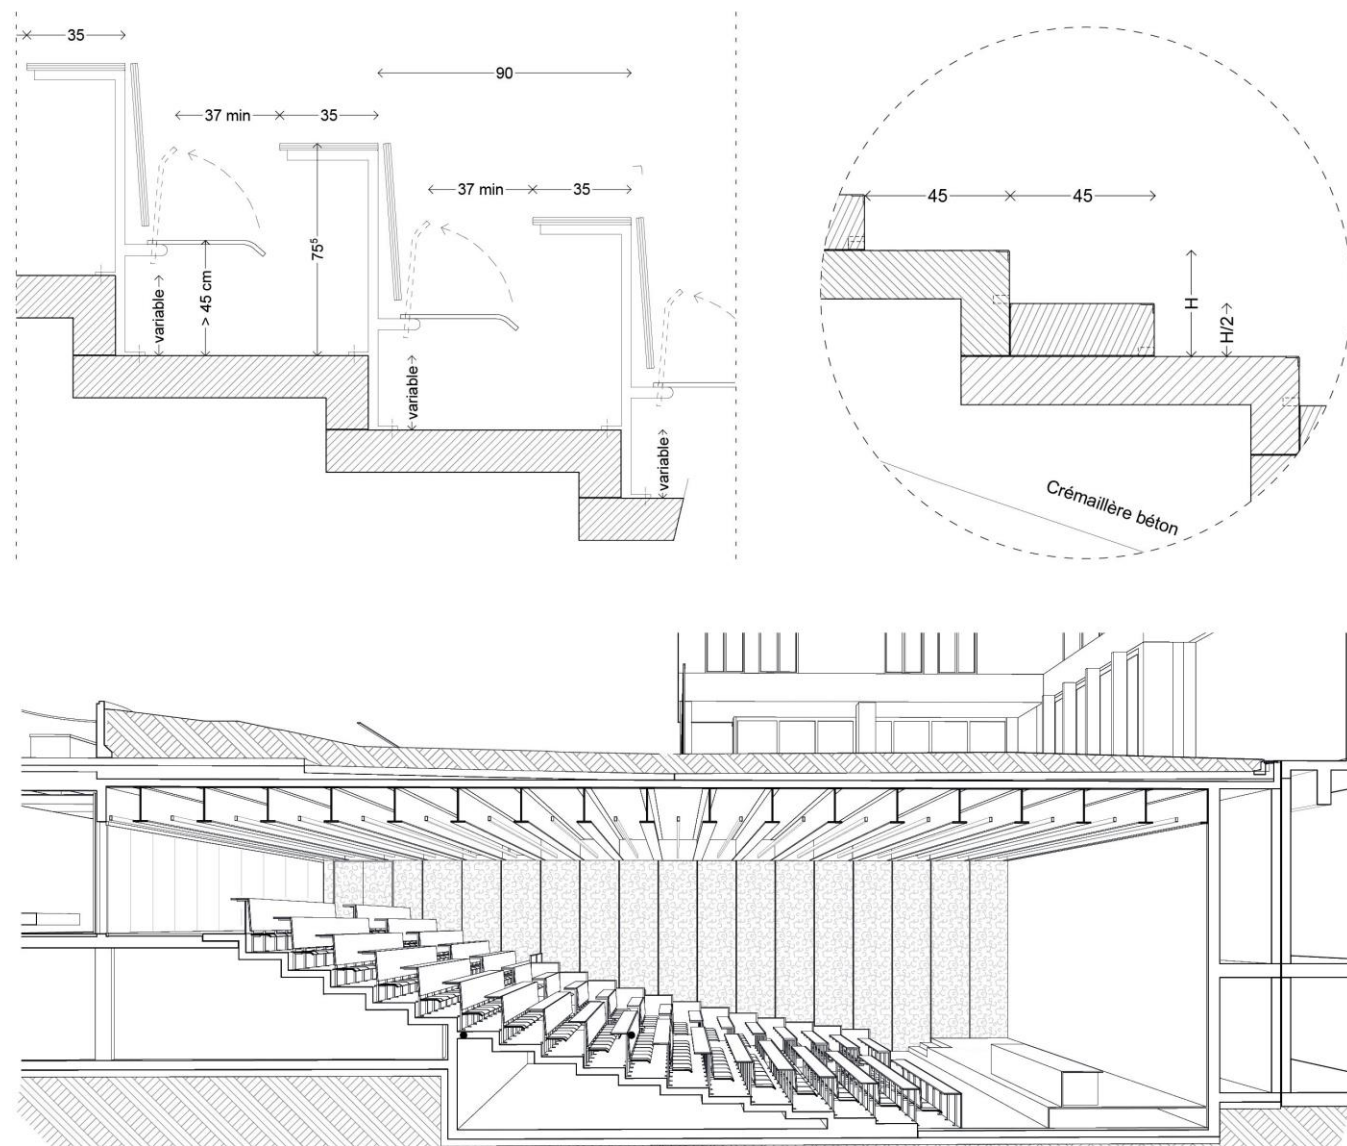 35
90
37 min
35
37 min
35
75⁵
> 45 cm
variable
variable
variable
45
45
H
H/2
Crémaillère béton